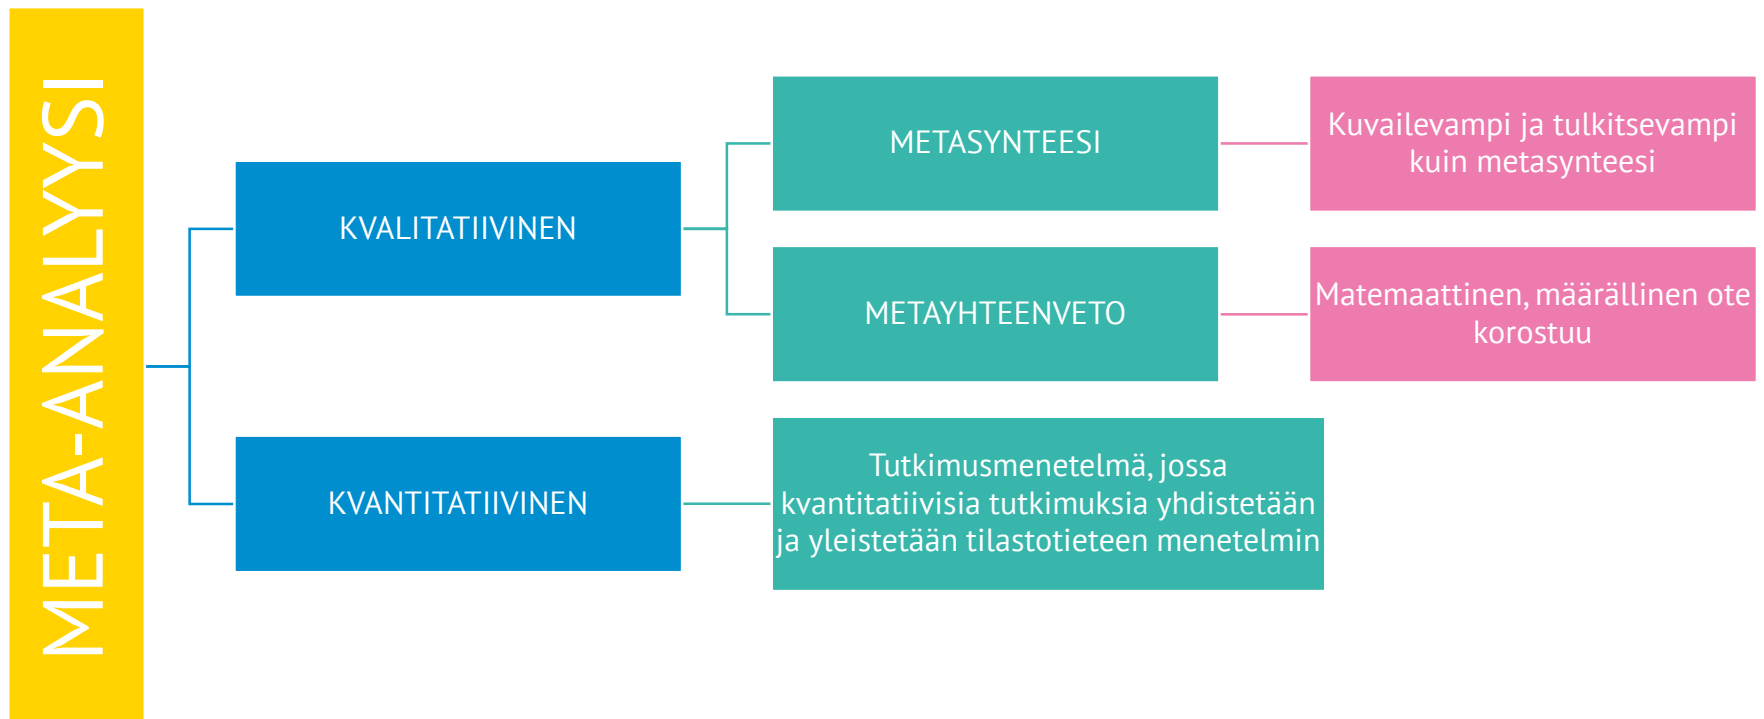 META-ANALYYSI
KVALITATIIVINEN
METASYNTEESI
Kuvailevampi ja tulkitsevampi
kuin metasynteesi
METAYHTEENVETO
Matemaattinen, määrällinen ote
korostuu
KVANTITATIIVINEN
Tutkimusmenetelmä, jossa
kvantitatiivisia tutkimuksia yhdistetään
ja yleistetään tilastotieteen menetelmin